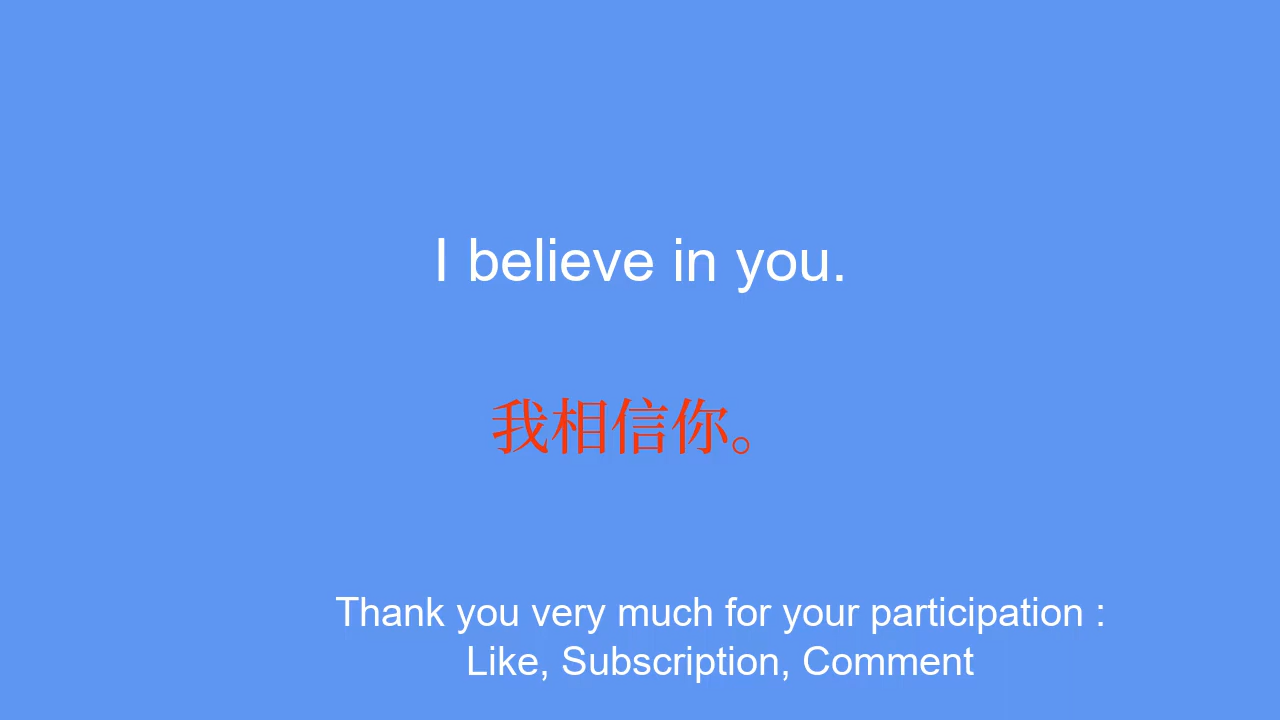 I believe in you.
我相信你。
Thank you very much for your participation :
Like, Subscription, Comment